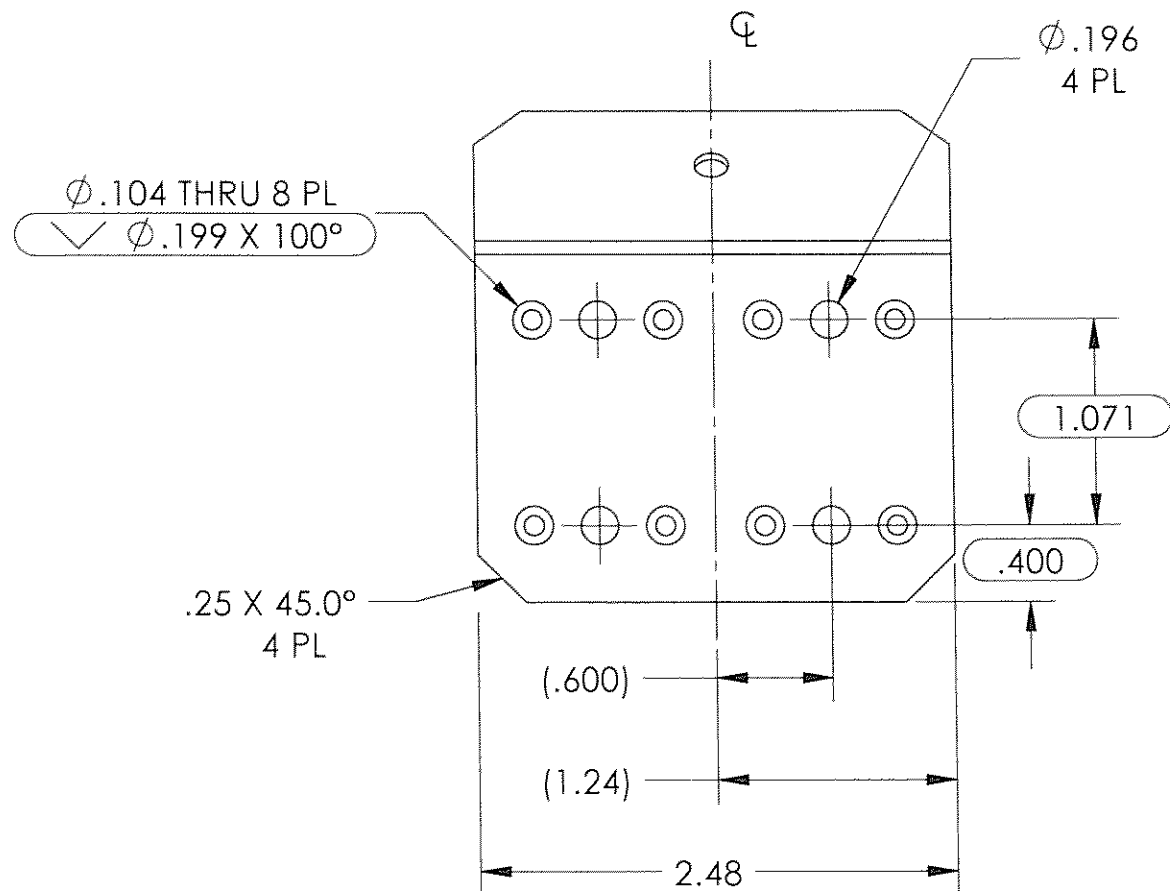 ℄
Ø.196
4 PL
Ø.104 THRU 8 PL
⌵ Ø.199 X 100°
1.071
.400
.25 X 45.0°
4 PL
(.600)
(1.24)
2.48